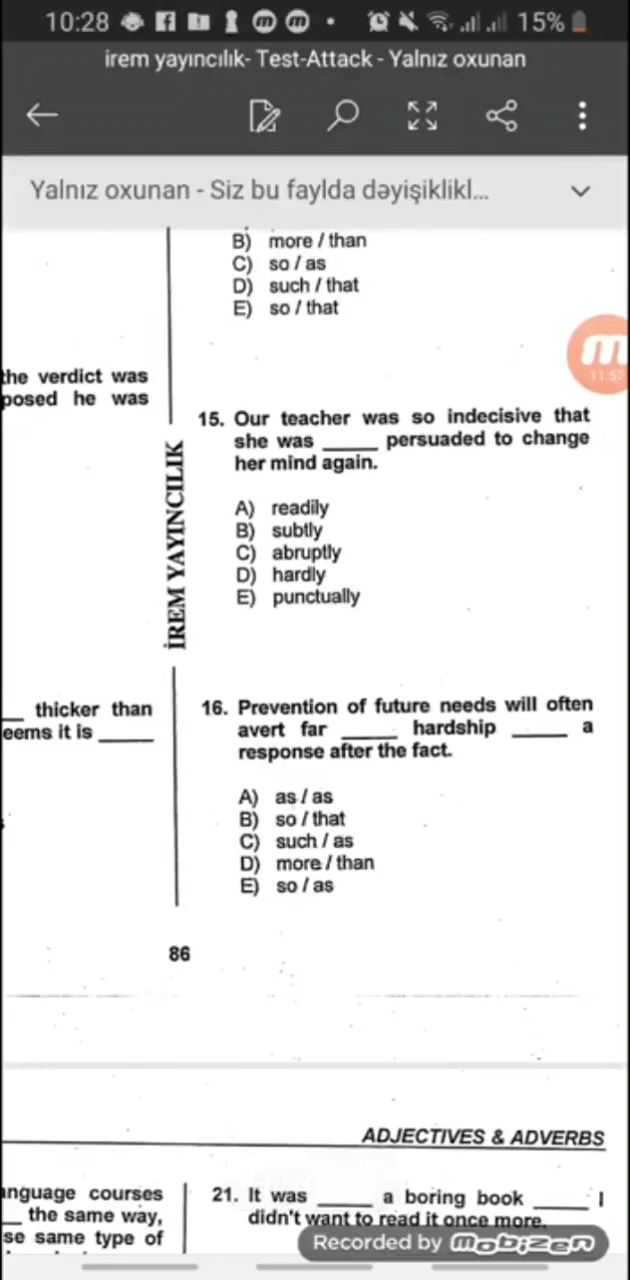 10:28
15%
irem yayıncılık- Test-Attack - Yalnız oxunan
Yalnız oxunan - Siz bu faylda dəyişiklikl...
the verdict was
posed he was
___ thicker than
eems it is _____
İREM YAYINCILIK
B) more / than
C) so / as
D) such / that
E) so / that
m
11:57
15. Our teacher was so indecisive that
she was _____ persuaded to change
her mind again.
A) readily
B) subtly
C) abruptly
D) hardly
E) punctually
16. Prevention of future needs will often
avert far _____ hardship _____ a
response after the fact.
A) as / as
B) so / that
C) such / as
D) more / than
E) so / as
86
ADJECTIVES & ADVERBS
anguage courses
__ the same way,
se same type of
21. It was _____ a boring book _____ I
didn't want to read it once more.
Recorded by mobizen